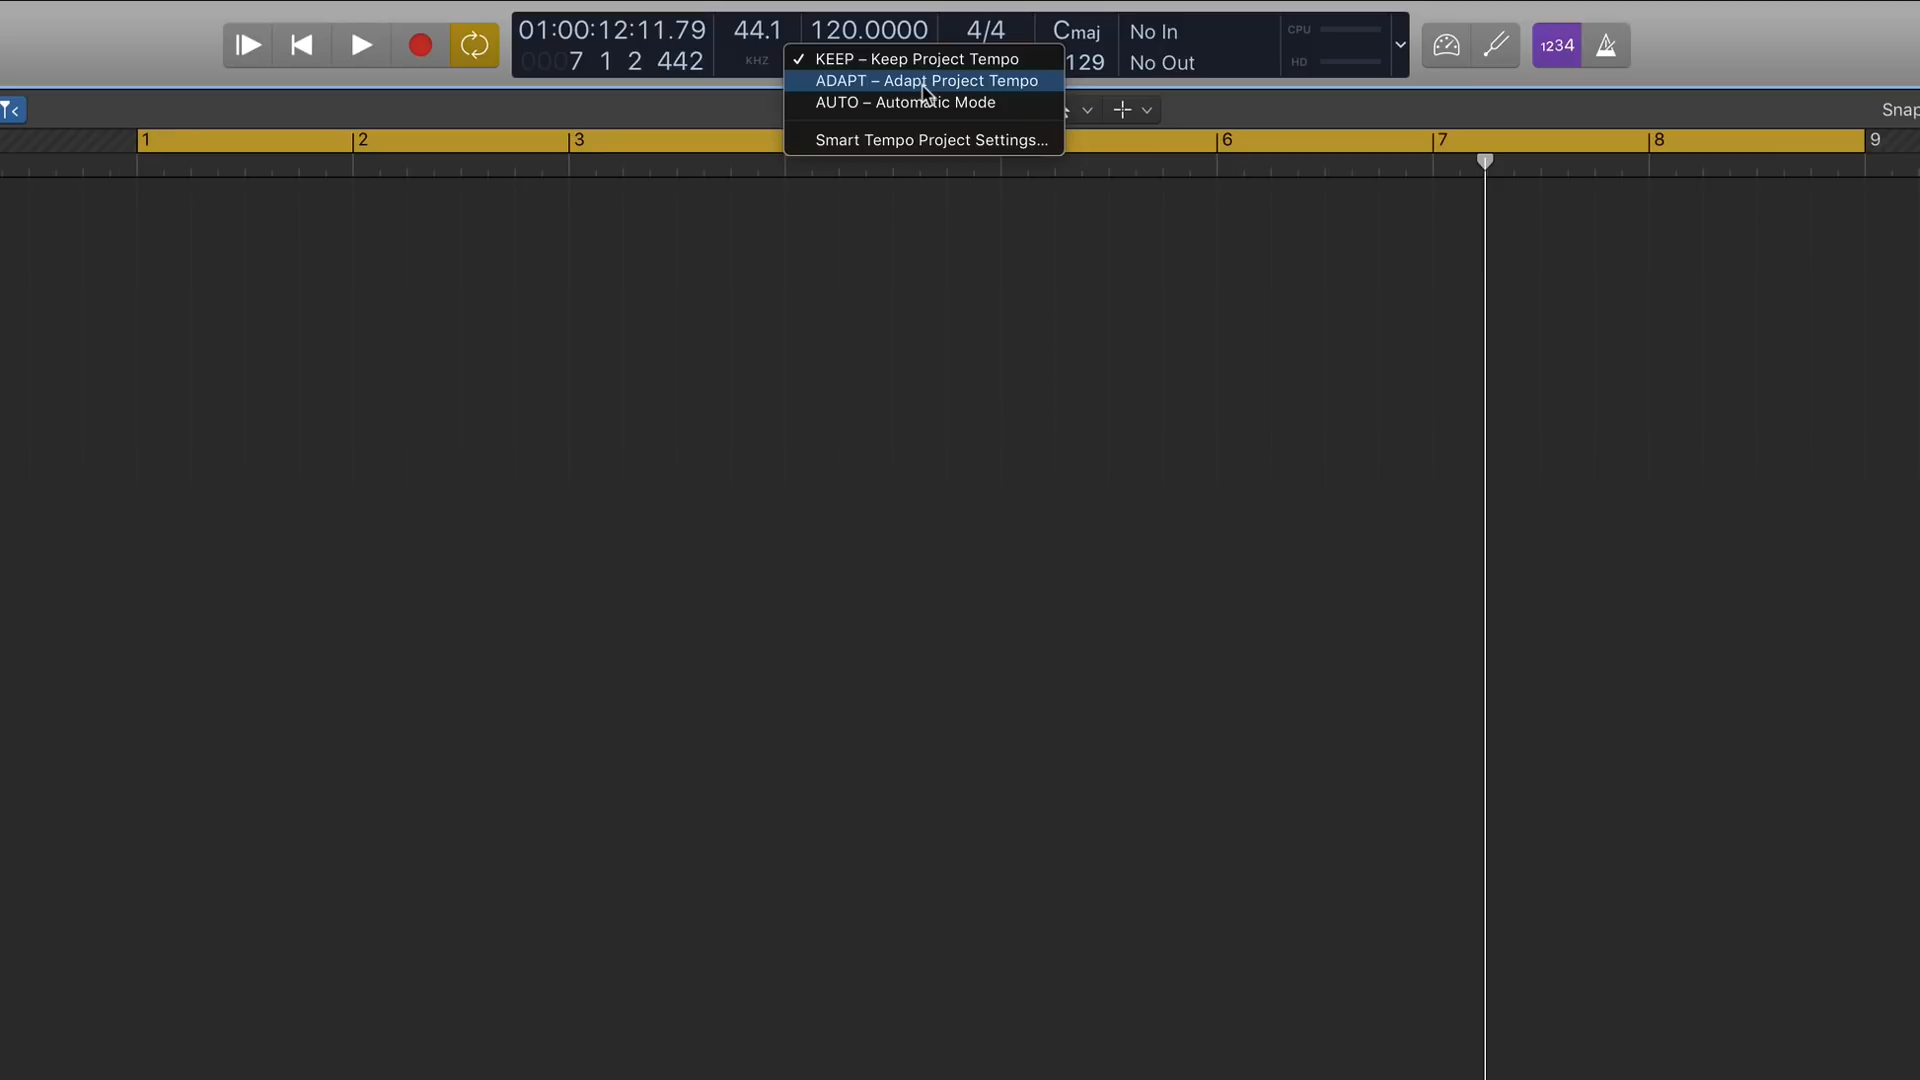 01:00:12:11.79
44.1
120.0000
4/4
Cmaj
No In
CPU
0007 1 2 442
KHZ
129
No Out
HD
1234
✓ KEEP – Keep Project Tempo
ADAPT – Adapt Project Tempo
AUTO – Automatic Mode
Smart Tempo Project Settings...
Snap
1 2 3 6 7 8 9